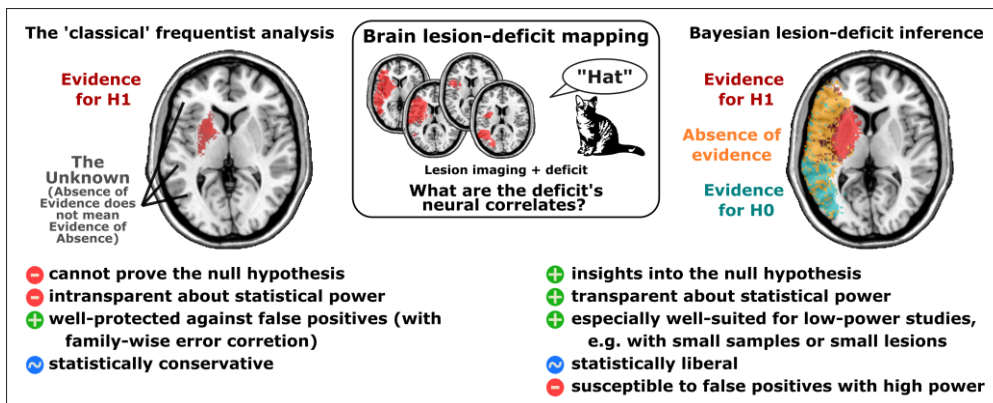 The 'classical' frequentist analysis
Evidence
for H1
The
Unknown
(Absence of
Evidence does
not mean
Evidence of
Absence)
− cannot prove the null hypothesis
− intransparent about statistical power
+ well-protected against false positives (with
family-wise error corretion)
~ statistically conservative
Brain lesion-deficit mapping
"Hat"
Lesion imaging + deficit
What are the deficit's
neural correlates?
Bayesian lesion-deficit inference
Evidence
for H1
Absence of
evidence
Evidence
for H0
+ insights into the null hypothesis
+ transparent about statistical power
+ especially well-suited for low-power studies,
e.g. with small samples or small lesions
~ statistically liberal
− susceptible to false positives with high power